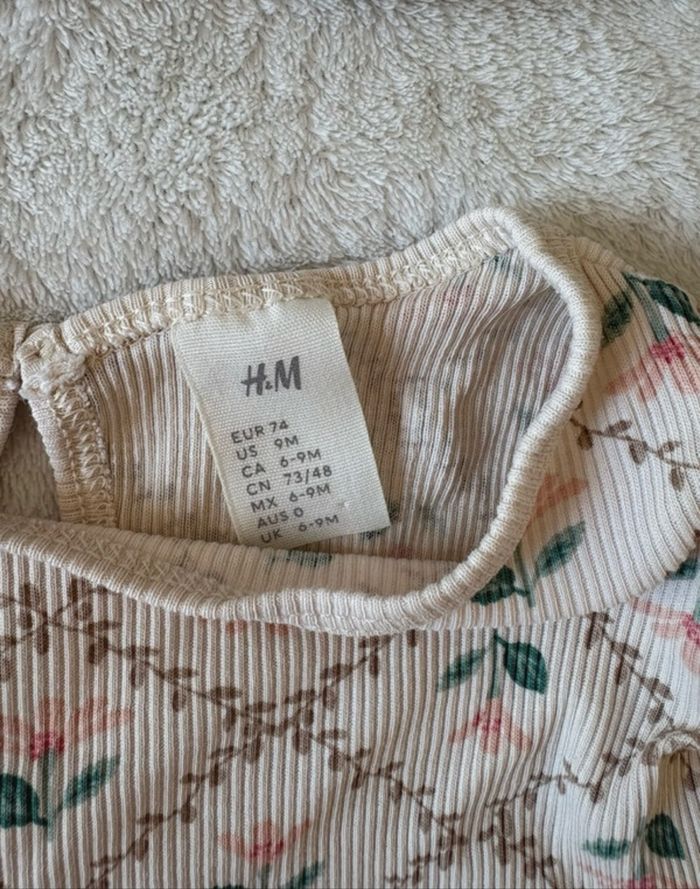 H&M
EUR 74
US 9M
CA 6-9M
CN 73/48
MX 6-9M
AUS 0
UK 6-9M